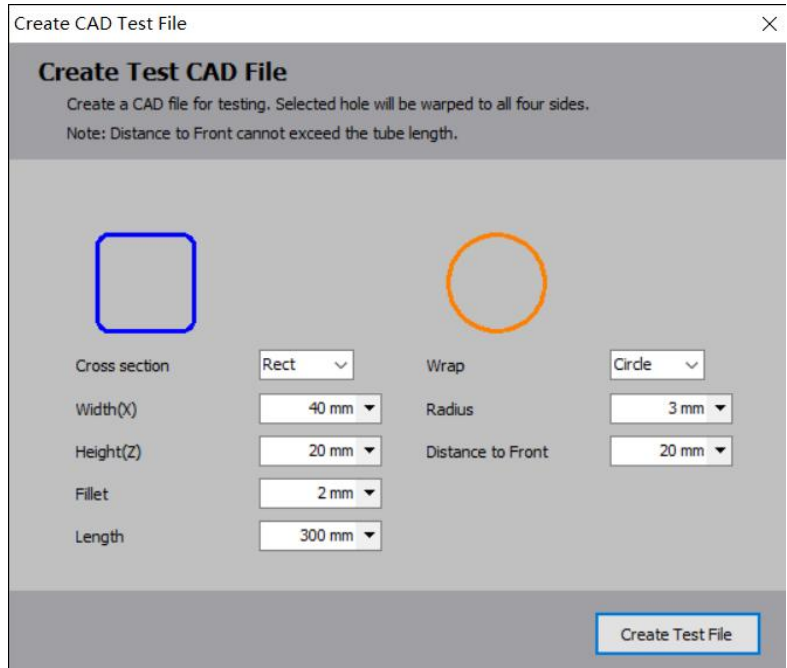 Create CAD Test File
Create Test CAD File
Create a CAD file for testing. Selected hole will be warped to all four sides.
Note: Distance to Front cannot exceed the tube length.
Cross section Rect Wrap Circle
Width(X) 40 mm Radius 3 mm
Height(Z) 20 mm Distance to Front 20 mm
Fillet 2 mm
Length 300 mm
Create Test File